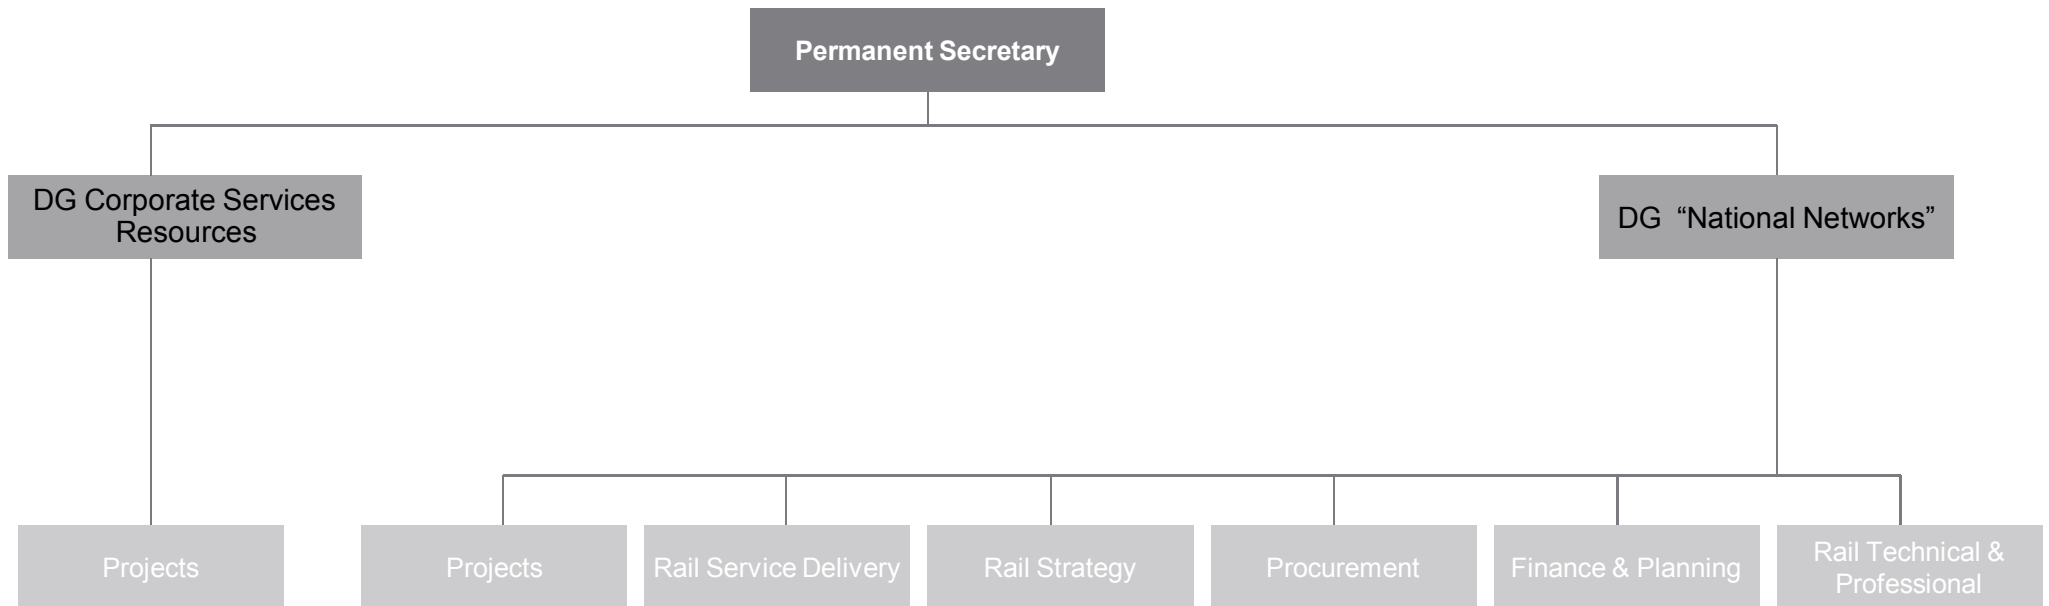 Permanent Secretary
DG Corporate Services
Resources
DG “National Networks”
Projects
Projects
Rail Service Delivery
Rail Strategy
Procurement
Finance & Planning
Rail Technical &
Professional